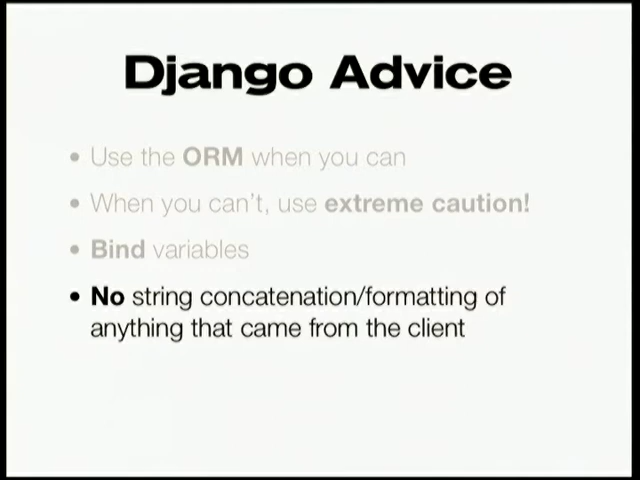 Django Advice
• Use the ORM when you can
• When you can't, use extreme caution!
• Bind variables
• No string concatenation/formatting of
anything that came from the client